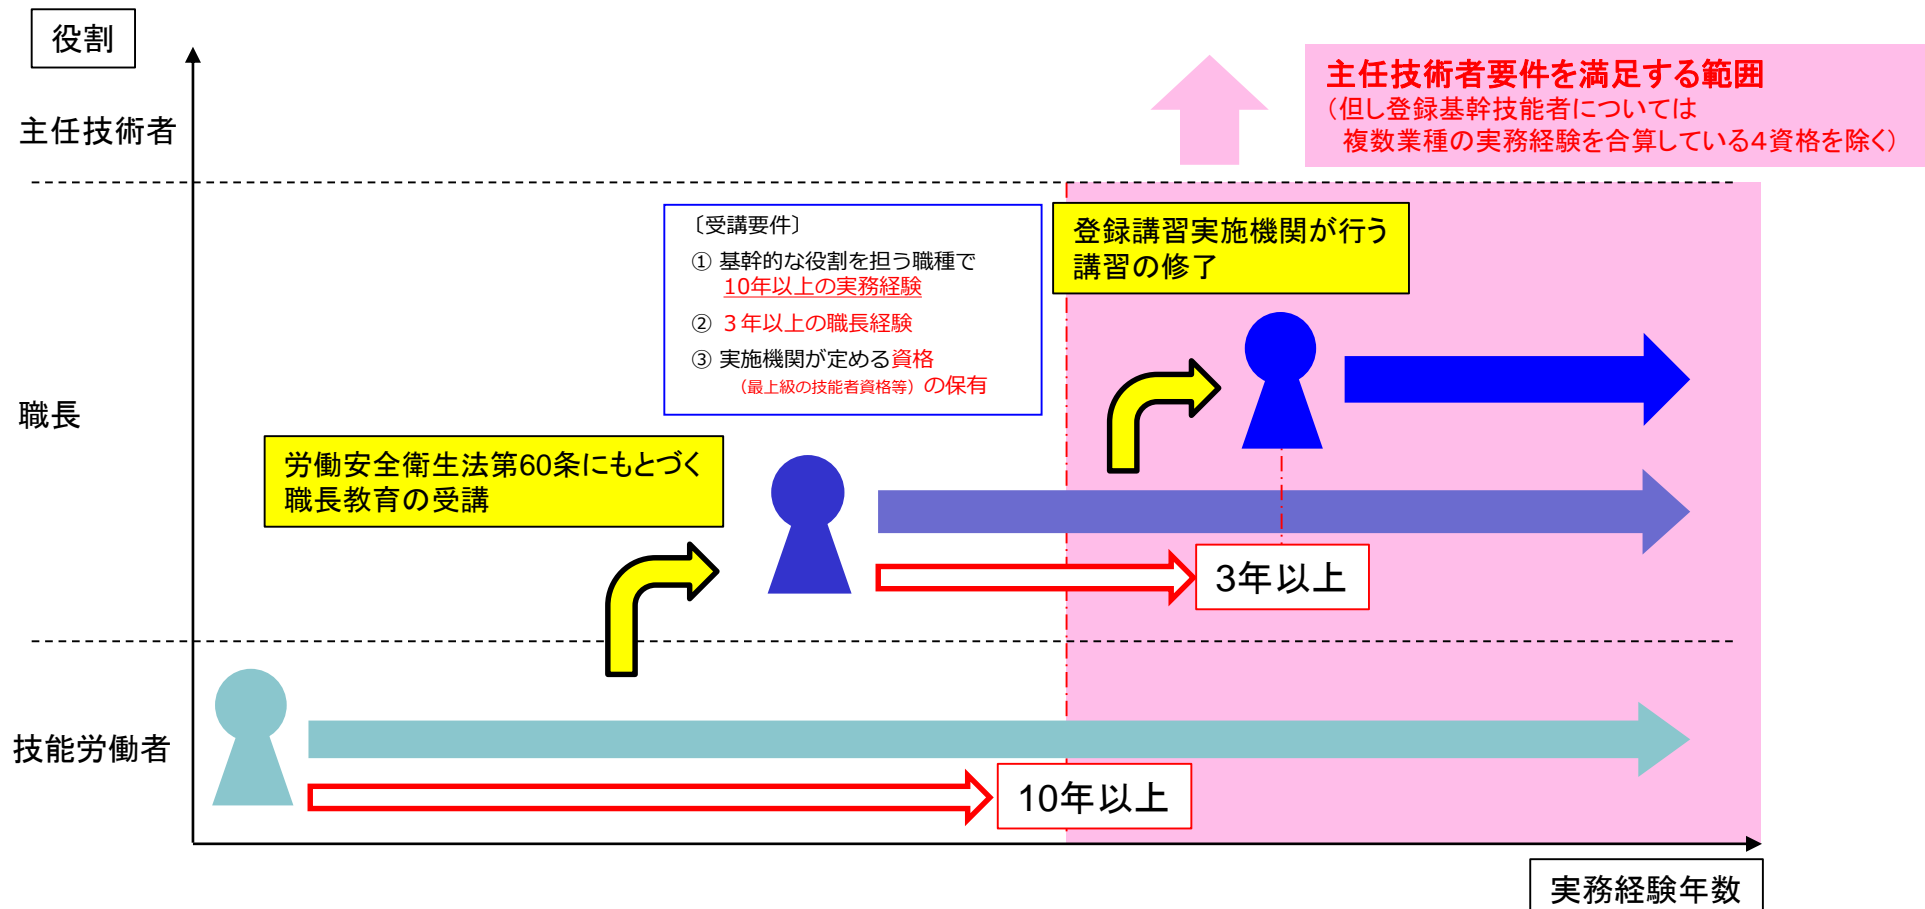 役割
主任技術者要件を満足する範囲
（但し登録基幹技能者については
複数業種の実務経験を合算している４資格を除く）
主任技術者
〔受講要件〕
① 基幹的な役割を担う職種で
10年以上の実務経験
② ３年以上の職長経験
③ 実施機関が定める資格
（最上級の技能者資格等）の保有
登録講習実施機関が行う
講習の修了
職長
労働安全衛生法第60条にもとづく
職長教育の受講
3年以上
技能労働者
10年以上
実務経験年数